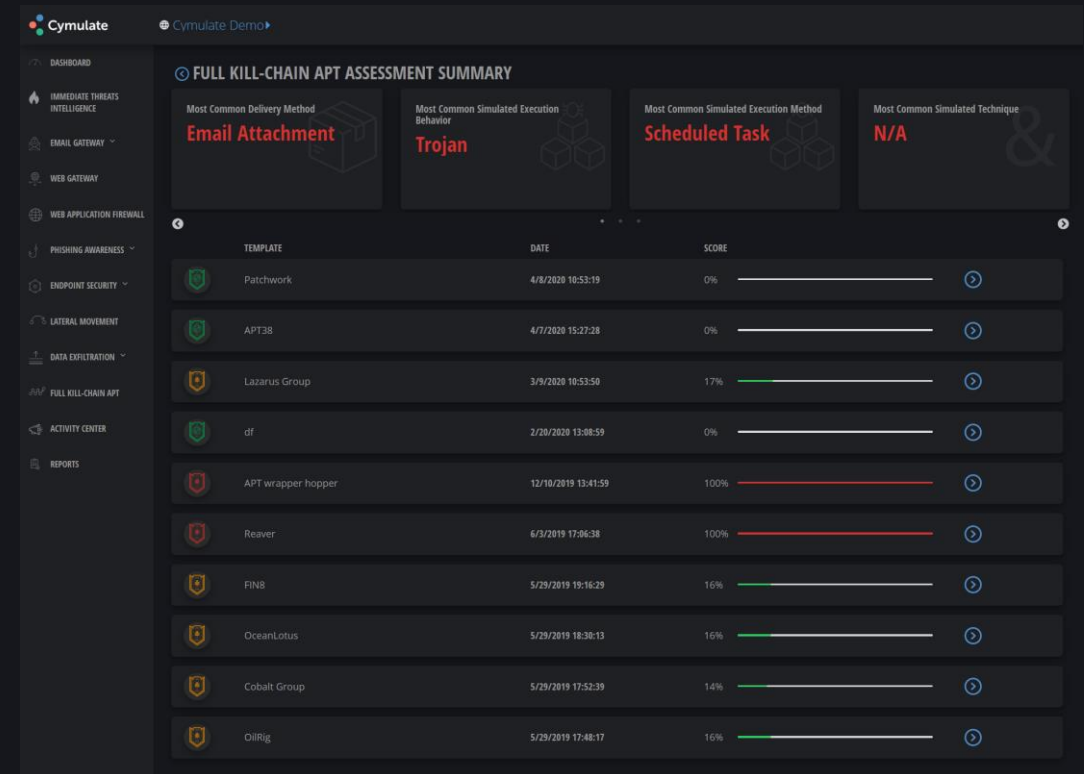 Cymulate
Cymulate Demo
DASHBOARD
IMMEDIATE THREATS
INTELLIGENCE
EMAIL GATEWAY
WEB GATEWAY
WEB APPLICATION FIREWALL
PHISHING AWARENESS
ENDPOINT SECURITY
LATERAL MOVEMENT
DATA EXFILTRATION
FULL KILL-CHAIN APT
ACTIVITY CENTER
REPORTS
FULL KILL-CHAIN APT ASSESSMENT SUMMARY
Most Common Delivery Method
Email Attachment
Most Common Simulated Execution
Behavior
Trojan
Most Common Simulated Execution Method
Scheduled Task
Most Common Simulated Technique
N/A
&
TEMPLATE DATE SCORE
Patchwork 4/8/2020 10:53:19 0%
APT38 4/7/2020 15:27:28 0%
Lazarus Group 3/9/2020 10:53:50 17%
df 2/20/2020 13:08:59 0%
APT wrapper hopper 12/10/2019 13:41:59 100%
Reaver 6/3/2019 17:06:38 100%
FIN8 5/29/2019 19:16:29 16%
OceanLotus 5/29/2019 18:30:13 16%
Cobalt Group 5/29/2019 17:52:39 14%
OilRig 5/29/2019 17:48:17 16%